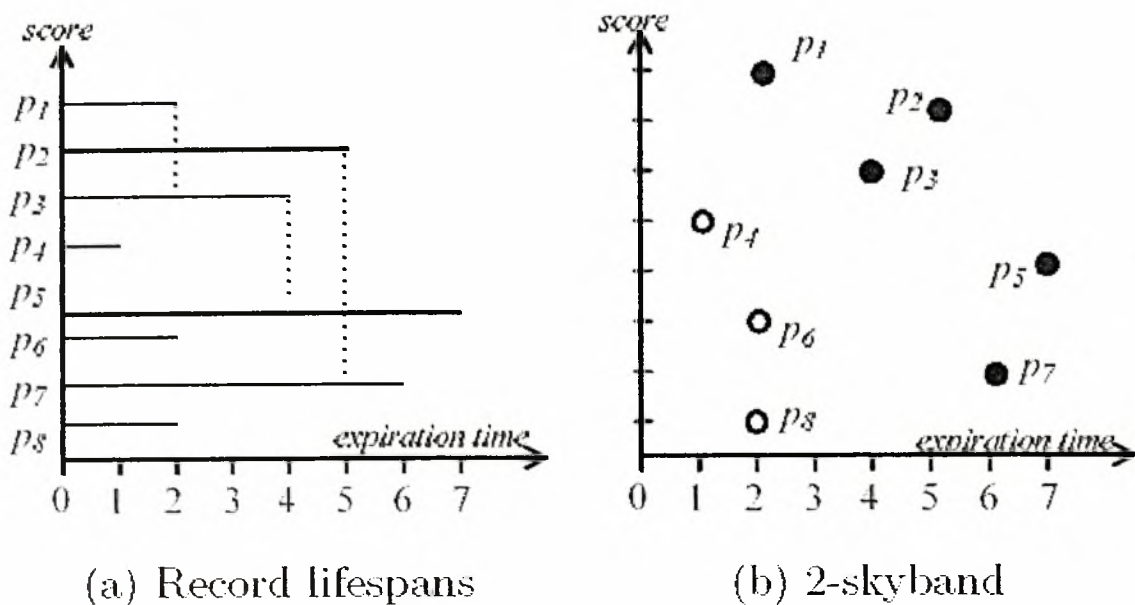 score
p1
p2
p3
p4
p5
p6
p7
p8
expiration time
0 1 2 3 4 5 6 7
(a) Record lifespans
score
p1
p2
p3
p4
p5
p6
p7
p8
expiration time
0 1 2 3 4 5 6 7
(b) 2-skyband